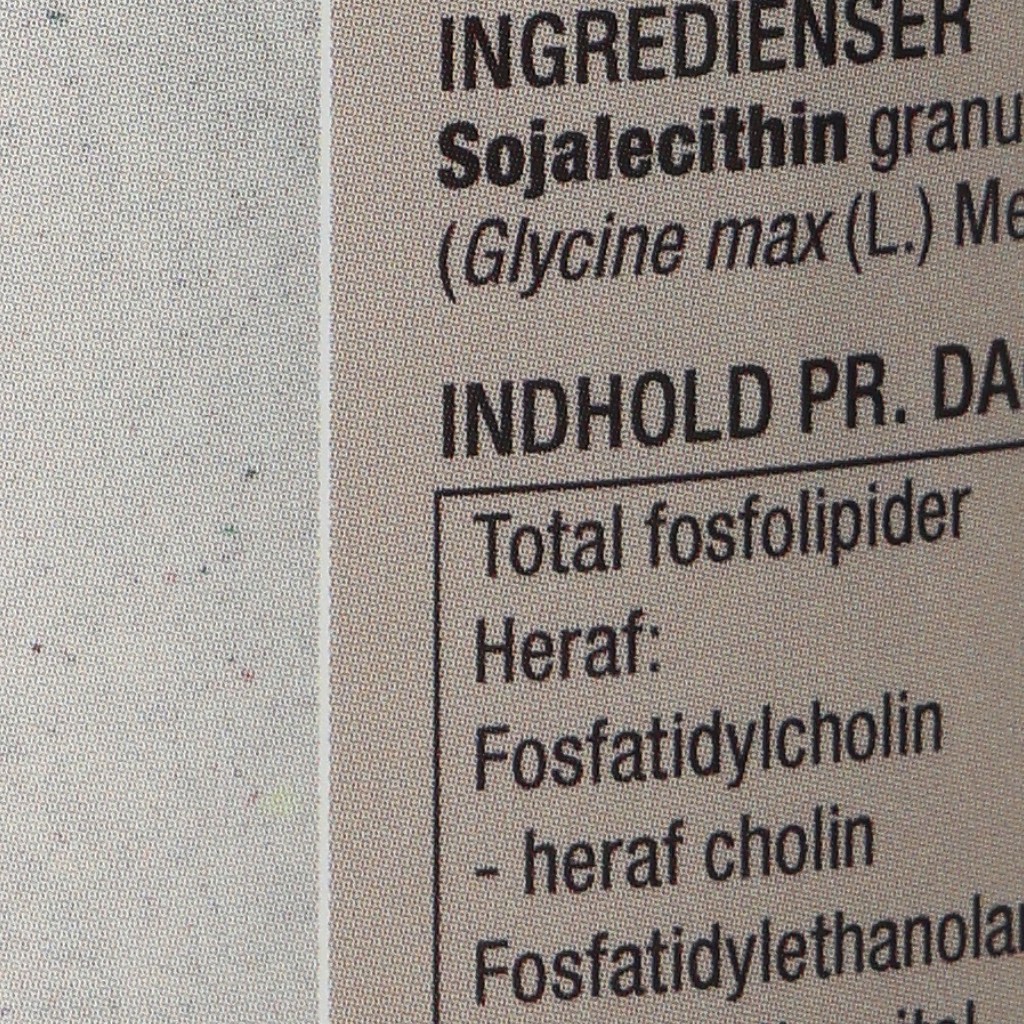 INGREDIENSER
Sojalecithin
(Glycine max (L.)
INDHOLD PR.
Total fosfolipider
Heraf:
Fosfatidylcholin
- heraf cholin